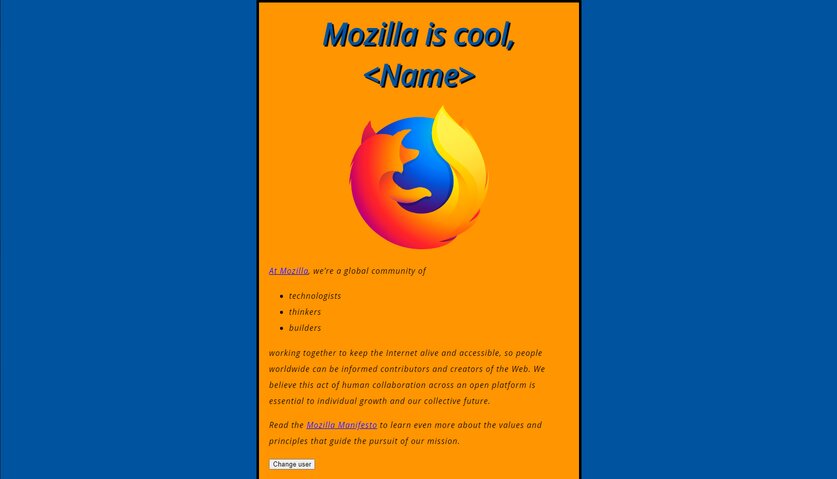 Mozilla is cool,
<Name>
At Mozilla, we're a global community of
technologists
thinkers
builders
working together to keep the Internet alive and accessible, so people
worldwide can be informed contributors and creators of the Web. We
believe this act of human collaboration across an open platform is
essential to individual growth and our collective future.
Read the Mozilla Manifesto to learn even more about the values and
principles that guide the pursuit of our mission.
Change user